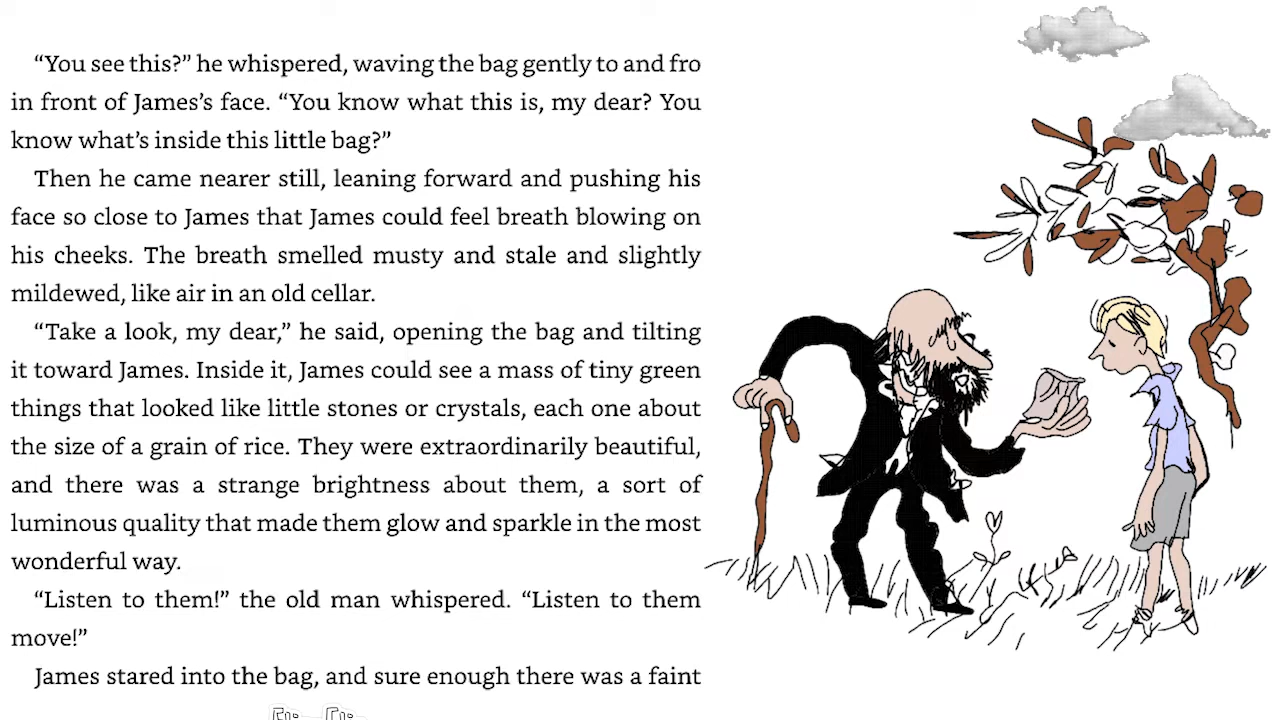 “You see this?” he whispered, waving the bag gently to and fro
in front of James’s face. “You know what this is, my dear? You
know what’s inside this little bag?”
Then he came nearer still, leaning forward and pushing his
face so close to James that James could feel breath blowing on
his cheeks. The breath smelled musty and stale and slightly
mildewed, like air in an old cellar.
“Take a look, my dear,” he said, opening the bag and tilting
it toward James. Inside it, James could see a mass of tiny green
things that looked like little stones or crystals, each one about
the size of a grain of rice. They were extraordinarily beautiful,
and there was a strange brightness about them, a sort of
luminous quality that made them glow and sparkle in the most
wonderful way.
“Listen to them!” the old man whispered. “Listen to them
move!”
James stared into the bag, and sure enough there was a faint